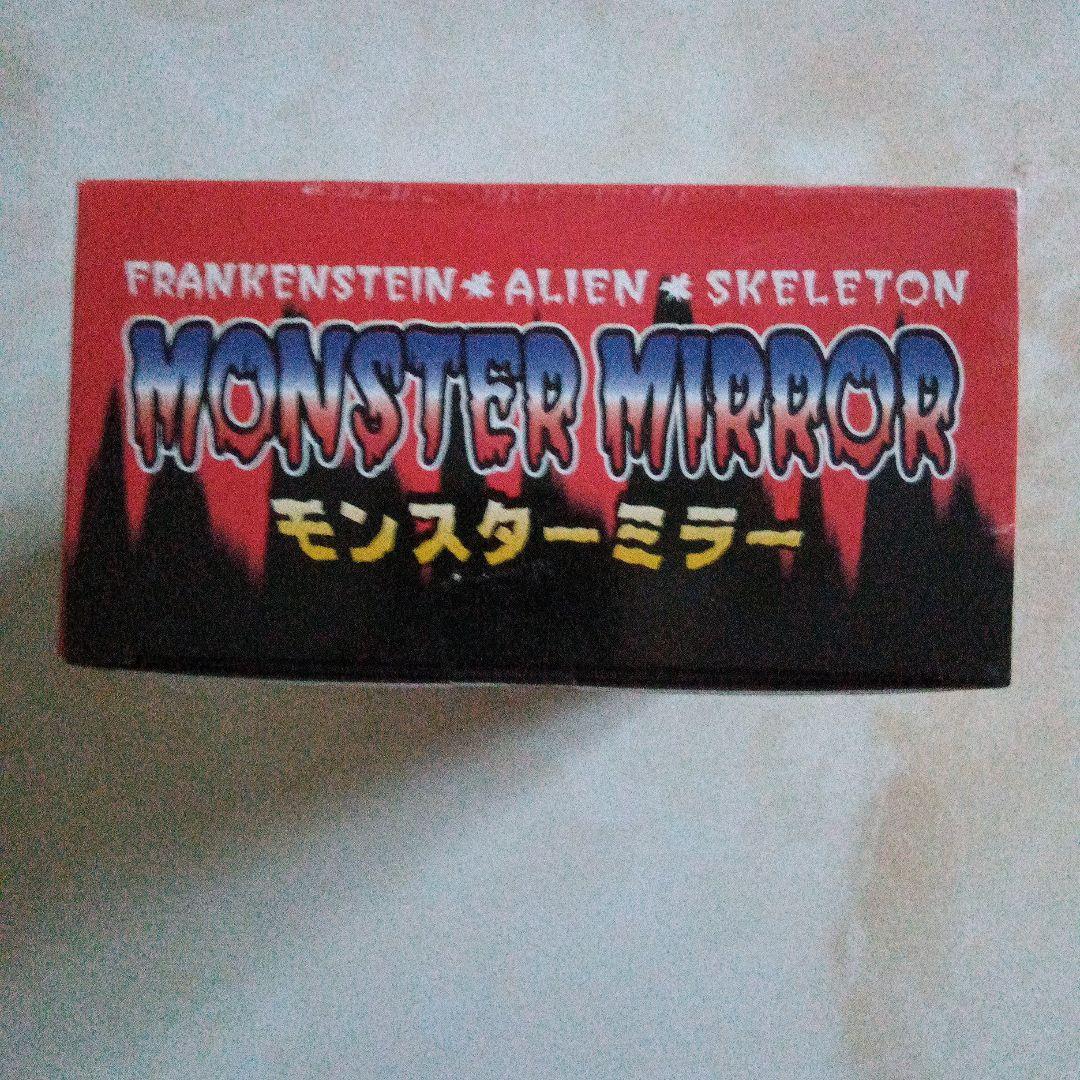 FRANKENSTEIN * ALIEN * SKELETON
MONSTER MIRROR
モンスターミラー